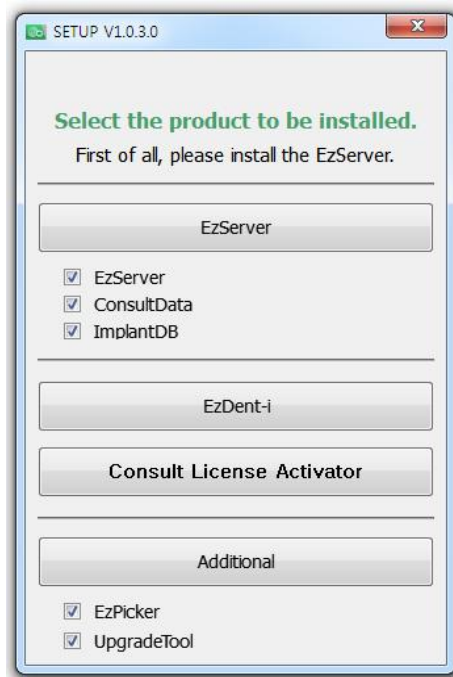 SETUP V1.0.3.0
Select the product to be installed.
First of all, please install the EzServer.
EzServer
EzServer
ConsultData
ImplantDB
EzDent-i
Consult License Activator
Additional
EzPicker
UpgradeTool